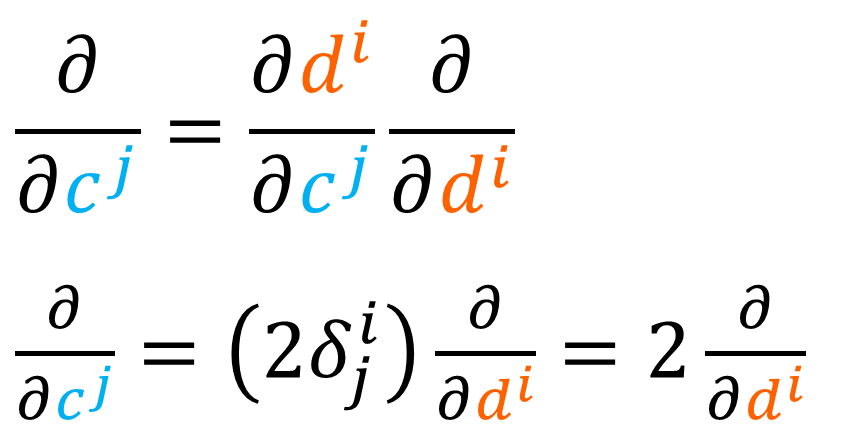 ∂/∂c^j = ∂d^i/∂c^j ∂/∂d^i
∂/∂c^j = (2δ^i_j) ∂/∂d^i = 2 ∂/∂d^i